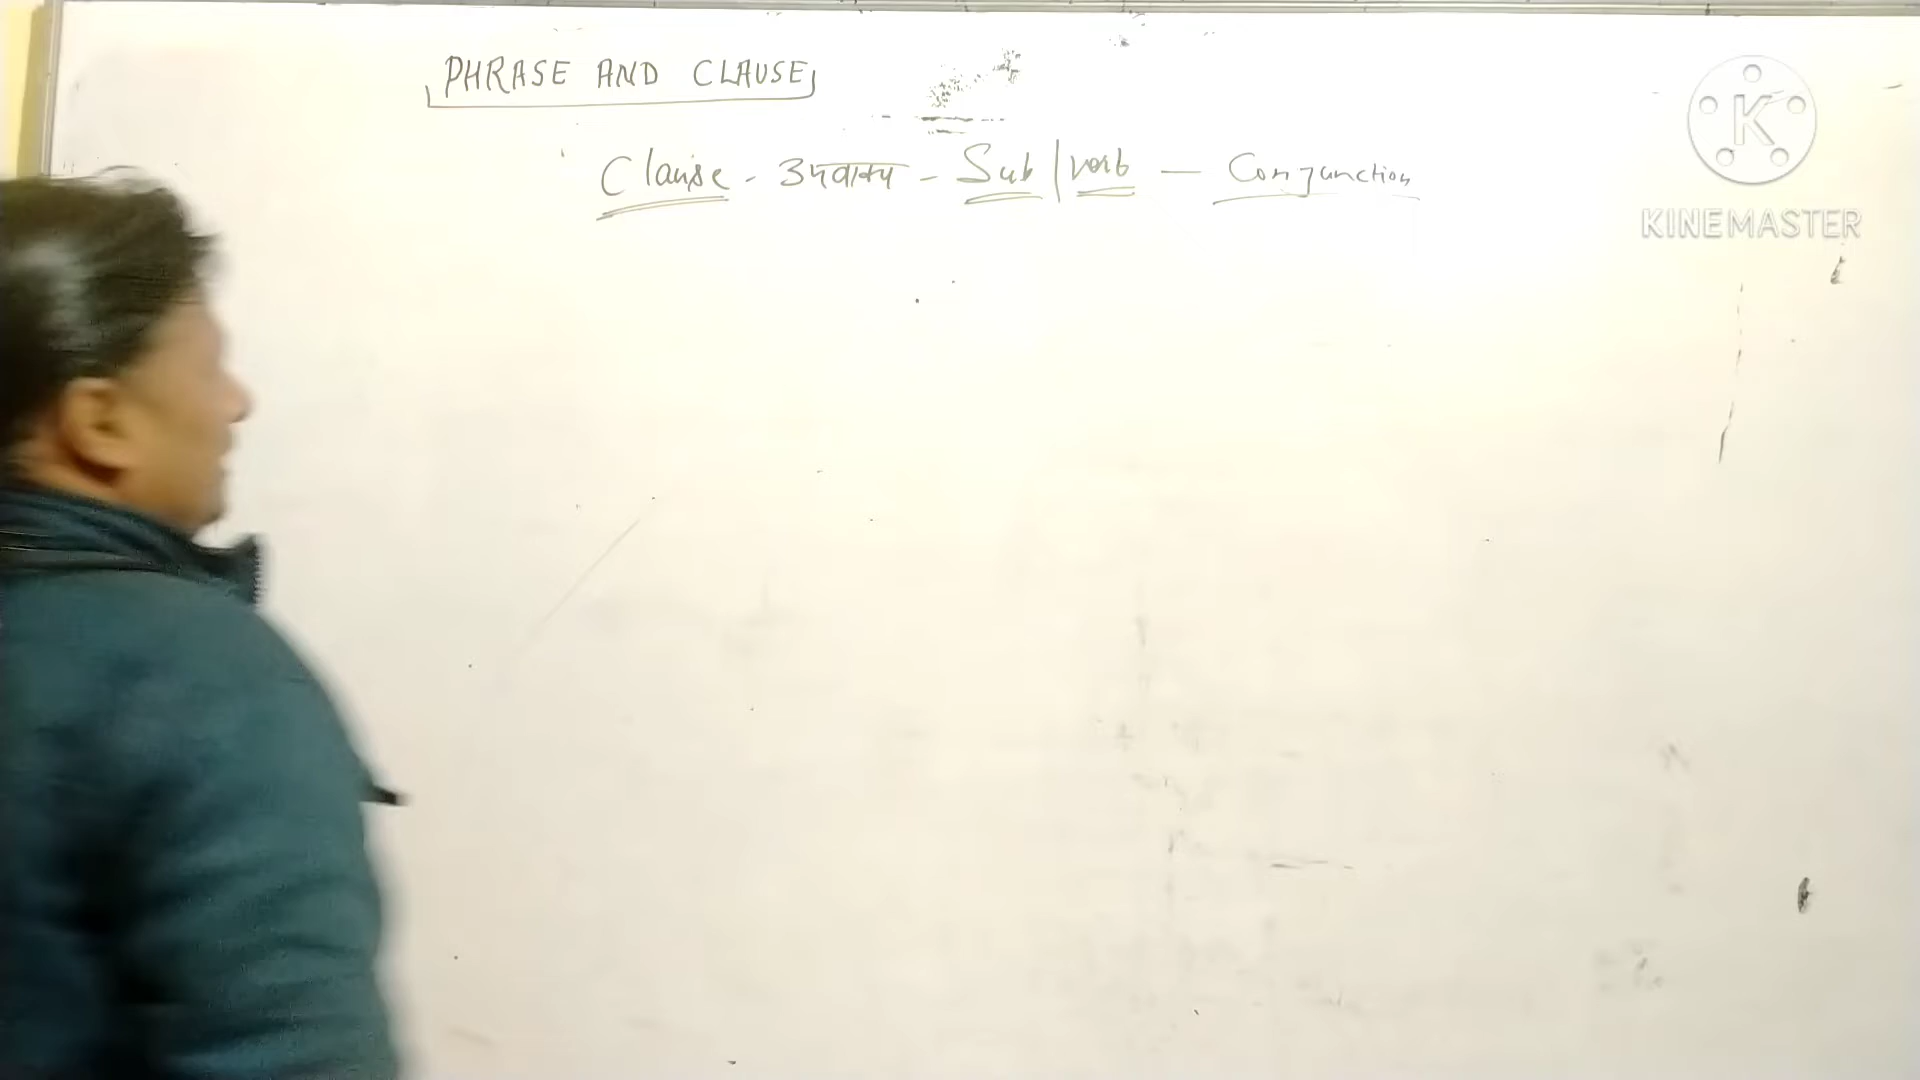 PHRASE AND CLAUSE
Clause - उपवाक्य - Sub | verb — Conjunction
K
KINEMASTER